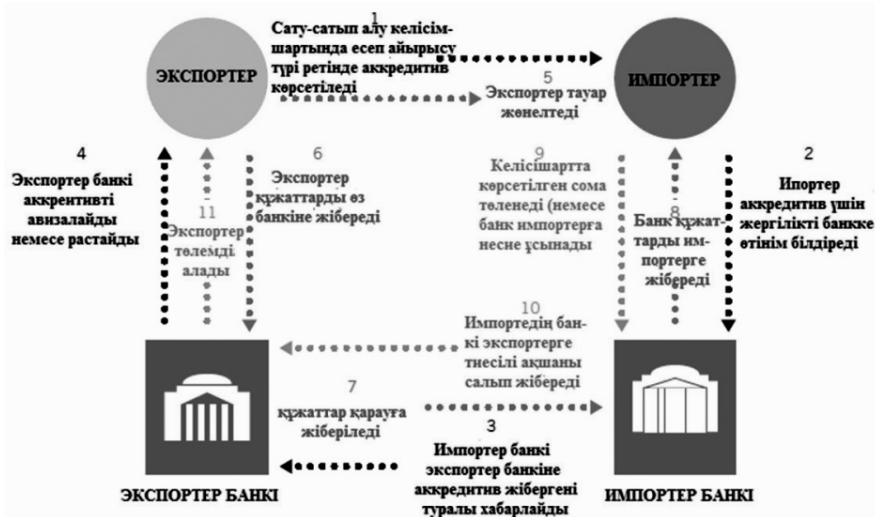 1
Сату-сатып алу келісім-
шартында есеп айырысу
түрі ретінде аккредитив
көрсетіледі
ЭКСПОРТЕР
ИМПОРТЕР
5
Экспортер тауар
жөнелтеді
4
Экспортер банкі
аккрентивті
авизалайды
немесе растайды
11
Экспортер
төлемді
алады
6
Экспортер
құжаттарды өз
банкіне жібереді
9
Келісішартта
көрсетілген сома
төленеді (немесе
банк импортерға
несне ұсынады
8
Банк құжат-
тарды им-
портерге
жібереді
2
Ипортер
аккредитив үшін
жергілікті банкке
өтінім білдіреді
10
Импортедің бан-
кі экспортерге
тиесілі ақшаны
салып жібереді
7
құжаттар қарауға
жіберіледі
3
Импортер банкі
экспортер банкіне
аккредитив жібергені
туралы хабарлайды
ЭКСПОРТЕР БАНКІ
ИМПОРТЕР БАНКІ